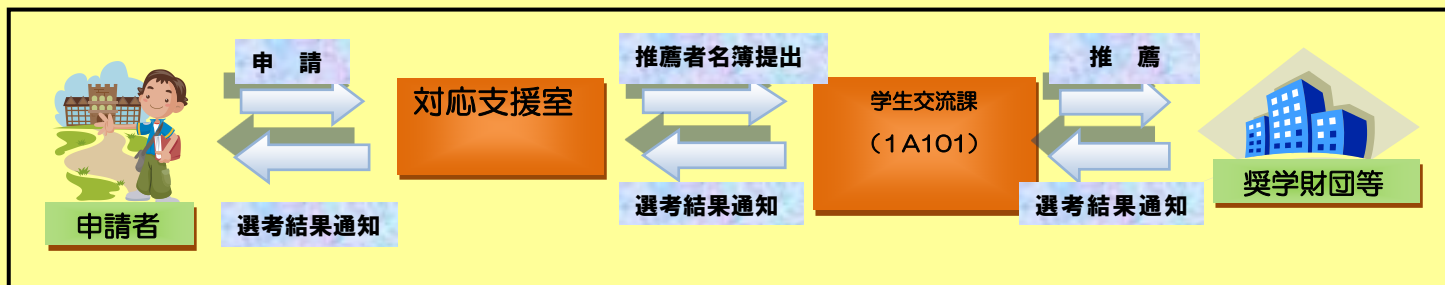 申　請
推薦者名簿提出
推　薦
対応支援室
学生交流課
（1A101）
申請者
選考結果通知
選考結果通知
選考結果通知
奨学財団等